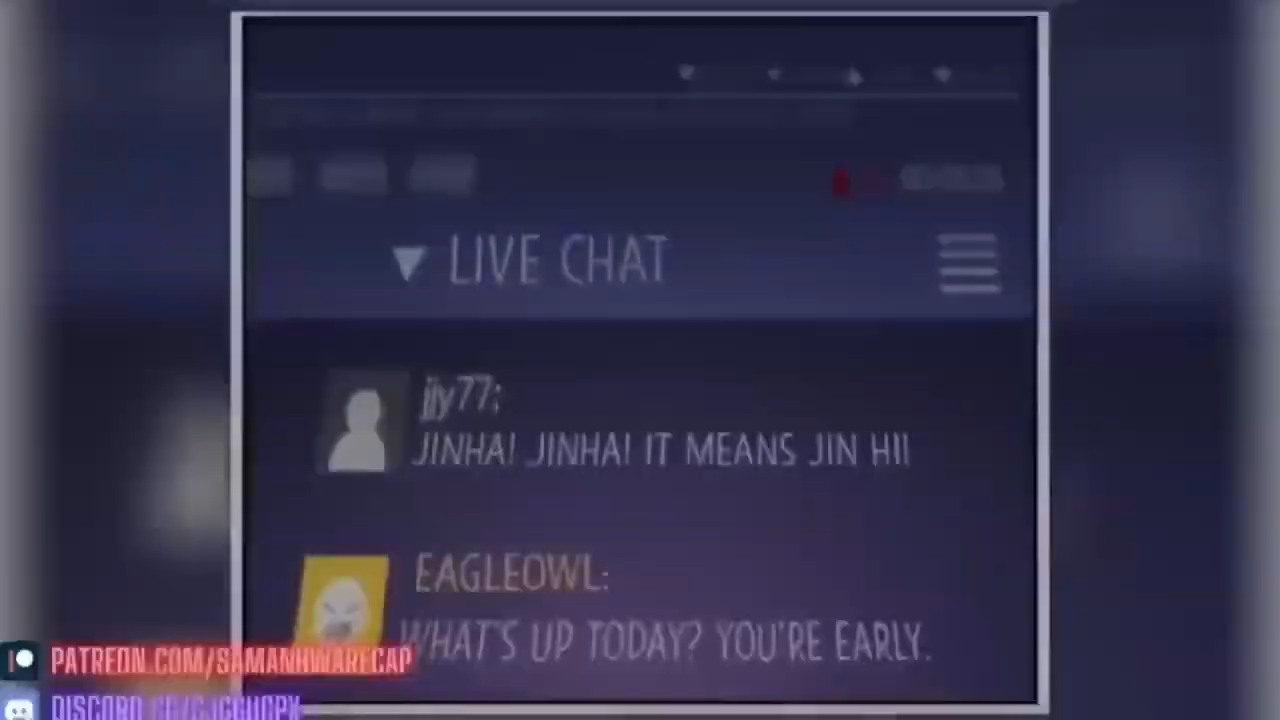 LIVE CHAT
jjy77:
JINHA! JINHA! IT MEANS JIN HI!
EAGLEOWL:
WHAT'S UP TODAY? YOU'RE EARLY.
PATREON.COM/SAMANHWARECAP